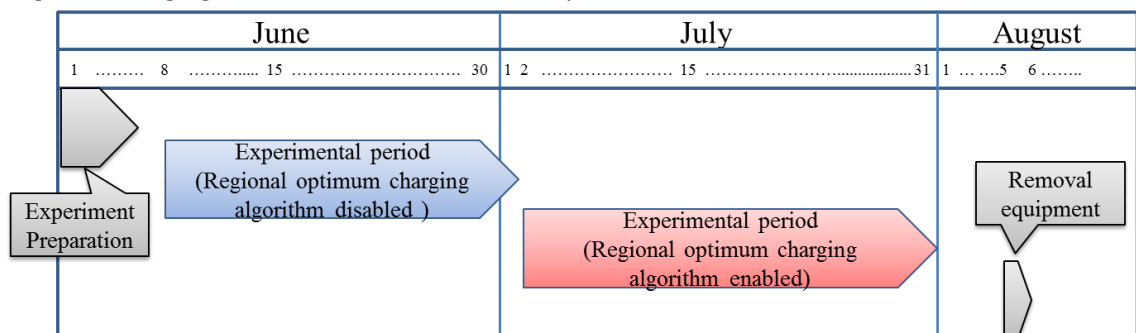 June July August
1 ......... 8 ............... 15 .................................. 30 1 2 .......................... 15 ............................................ 31 1 ... ....5 6 ........
Experimental period
(Regional optimum charging
algorithm disabled )
Experiment
Preparation
Experimental period
(Regional optimum charging
algorithm enabled)
Removal
equipment